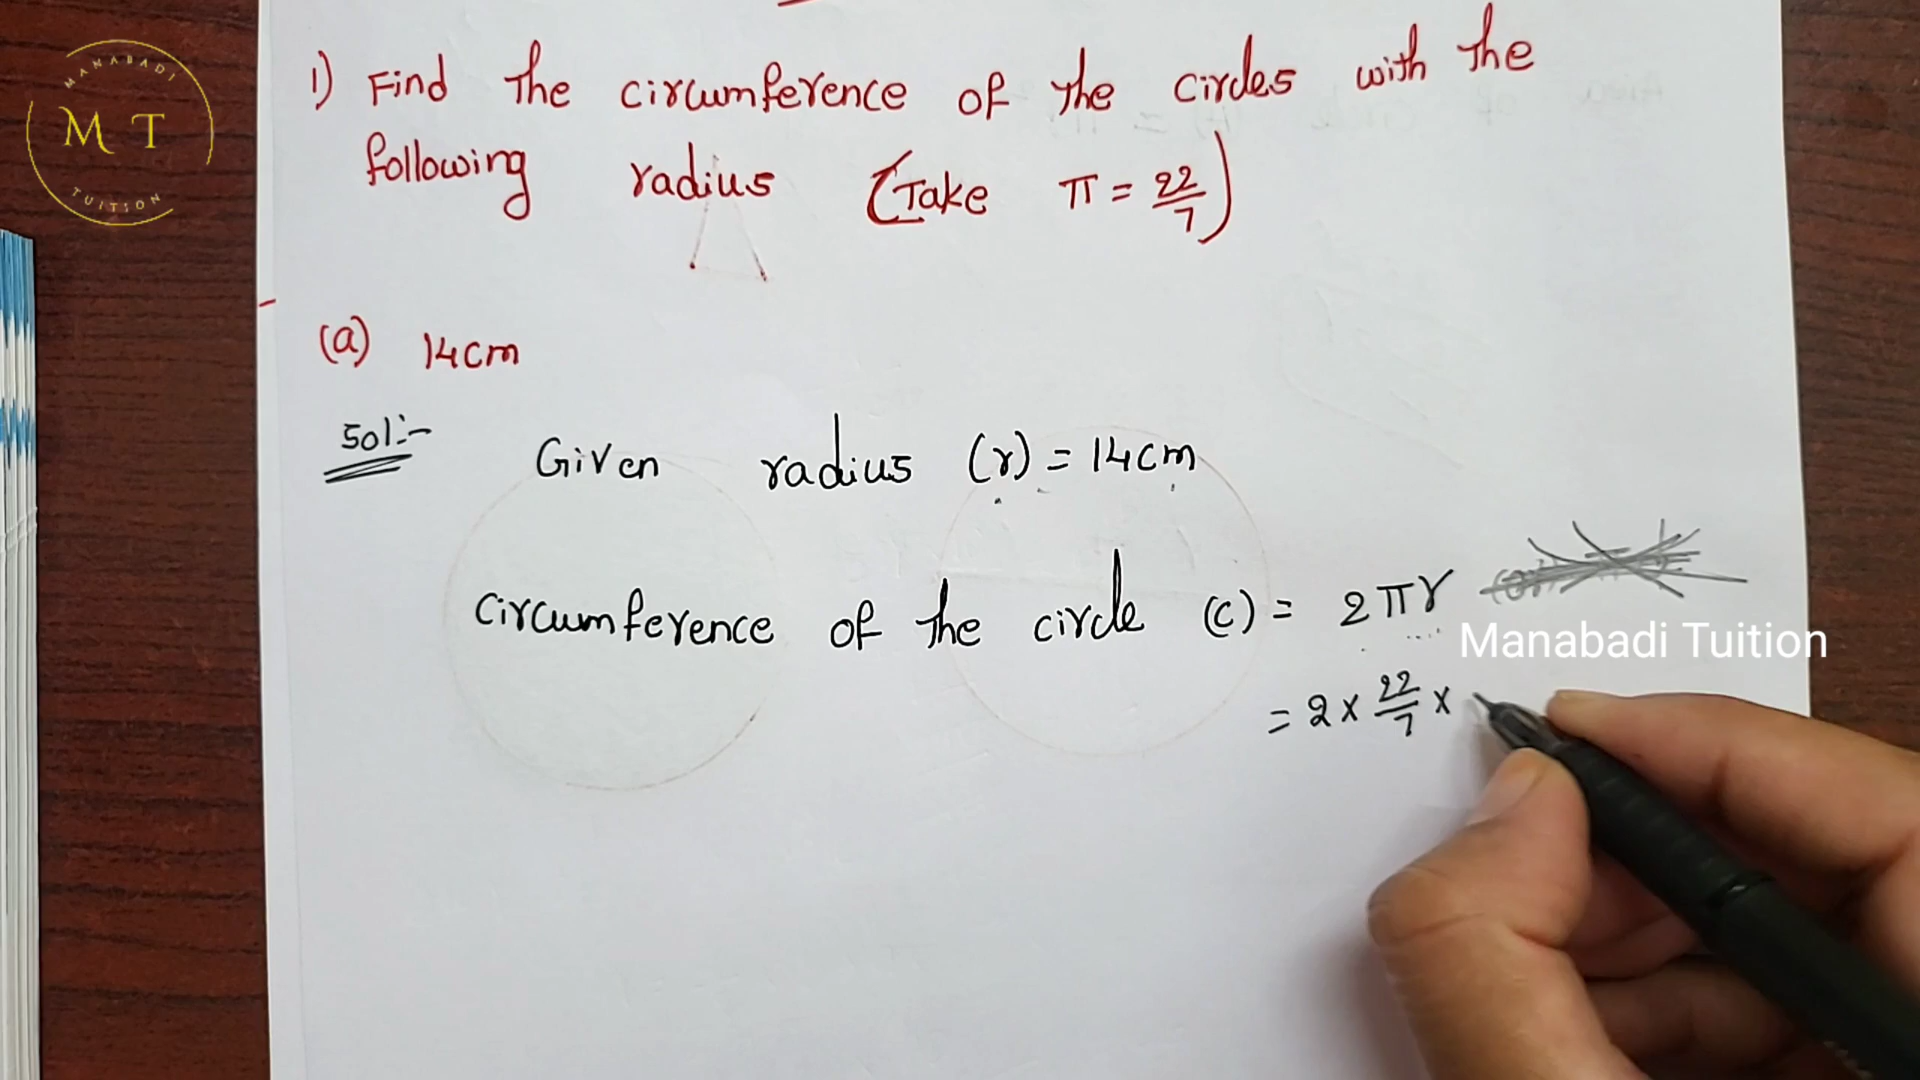 MANABADI
M T
TUITION
1) Find the circumference of the circles with the
following radius (Take π = 22/7)
(a) 14cm
Sol:- Given radius (r) = 14cm
circumference of the circle (c) = 2πr
Manabadi Tuition
= 2 × 22/7 ×